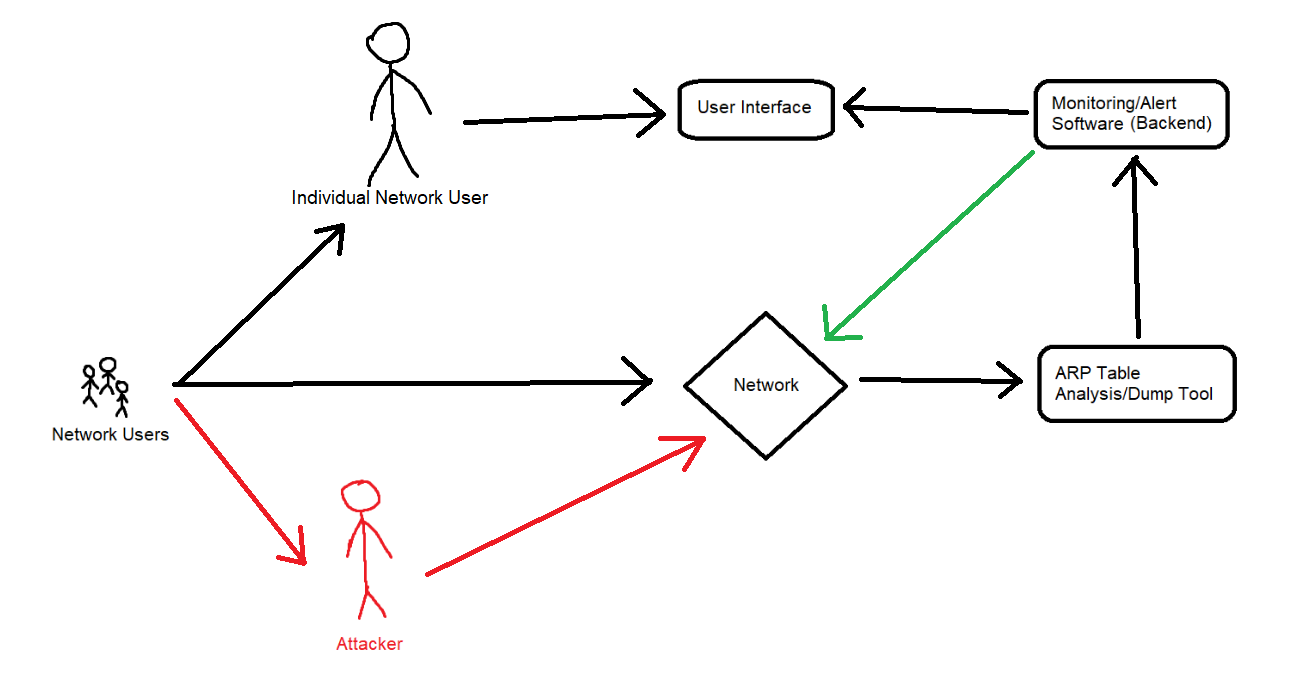 User Interface
Monitoring/Alert
Software (Backend)
Individual Network User
Network
ARP Table
Analysis/Dump Tool
Network Users
Attacker